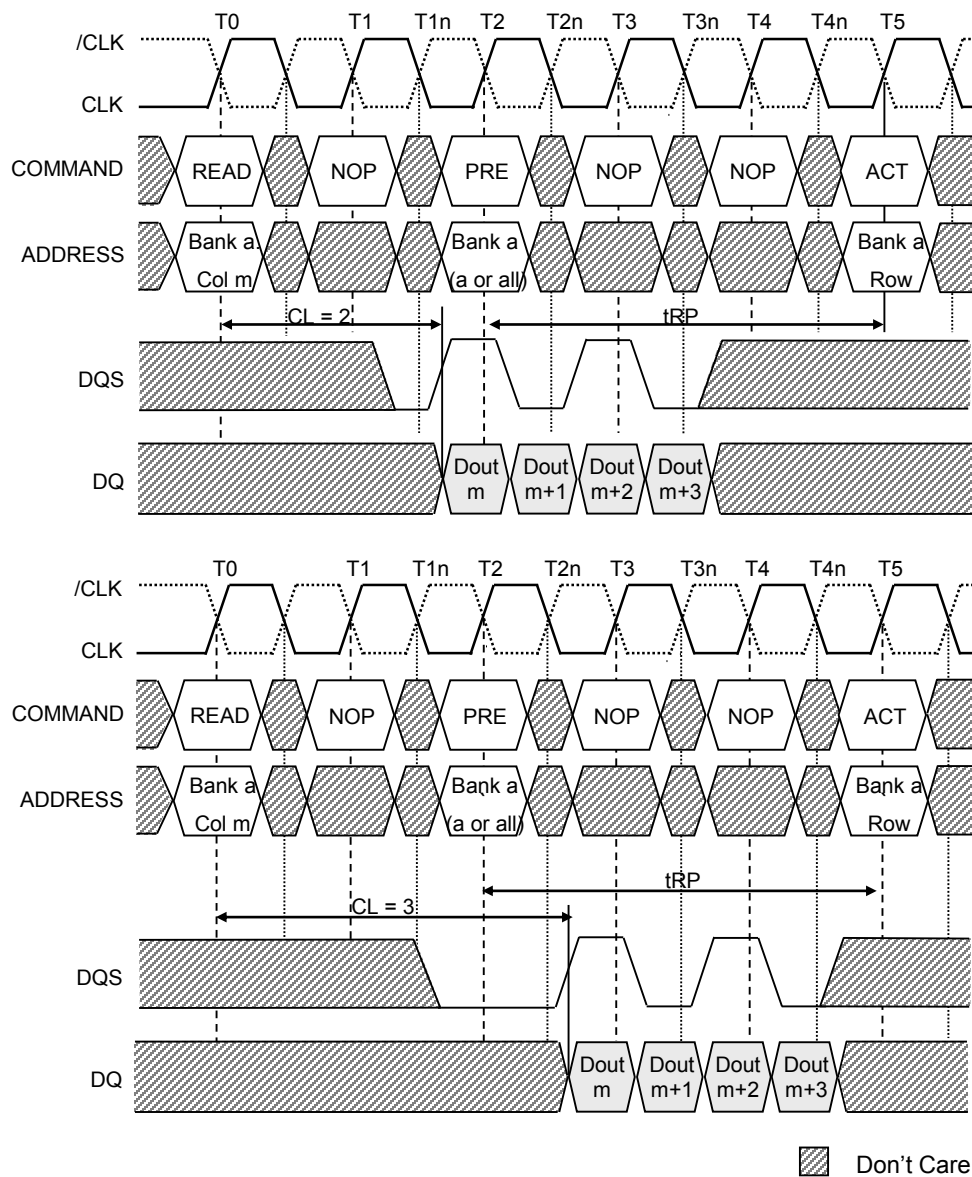 T0 T1 T1n T2 T2n T3 T3n T4 T4n T5
/CLK
CLK
COMMAND READ NOP PRE NOP NOP ACT
ADDRESS Bank a. Bank a Bank a
Col m (a or all) Row
CL = 2 tRP
DQS
DQ Dout m Dout m+1 Dout m+2 Dout m+3
T0 T1 T1n T2 T2n T3 T3n T4 T4n T5
/CLK
CLK
COMMAND READ NOP PRE NOP NOP ACT
ADDRESS Bank a Bank a Bank a
Col m (a or all) Row
tRP
CL = 3
DQS
DQ Dout m Dout m+1 Dout m+2 Dout m+3
Don't Care